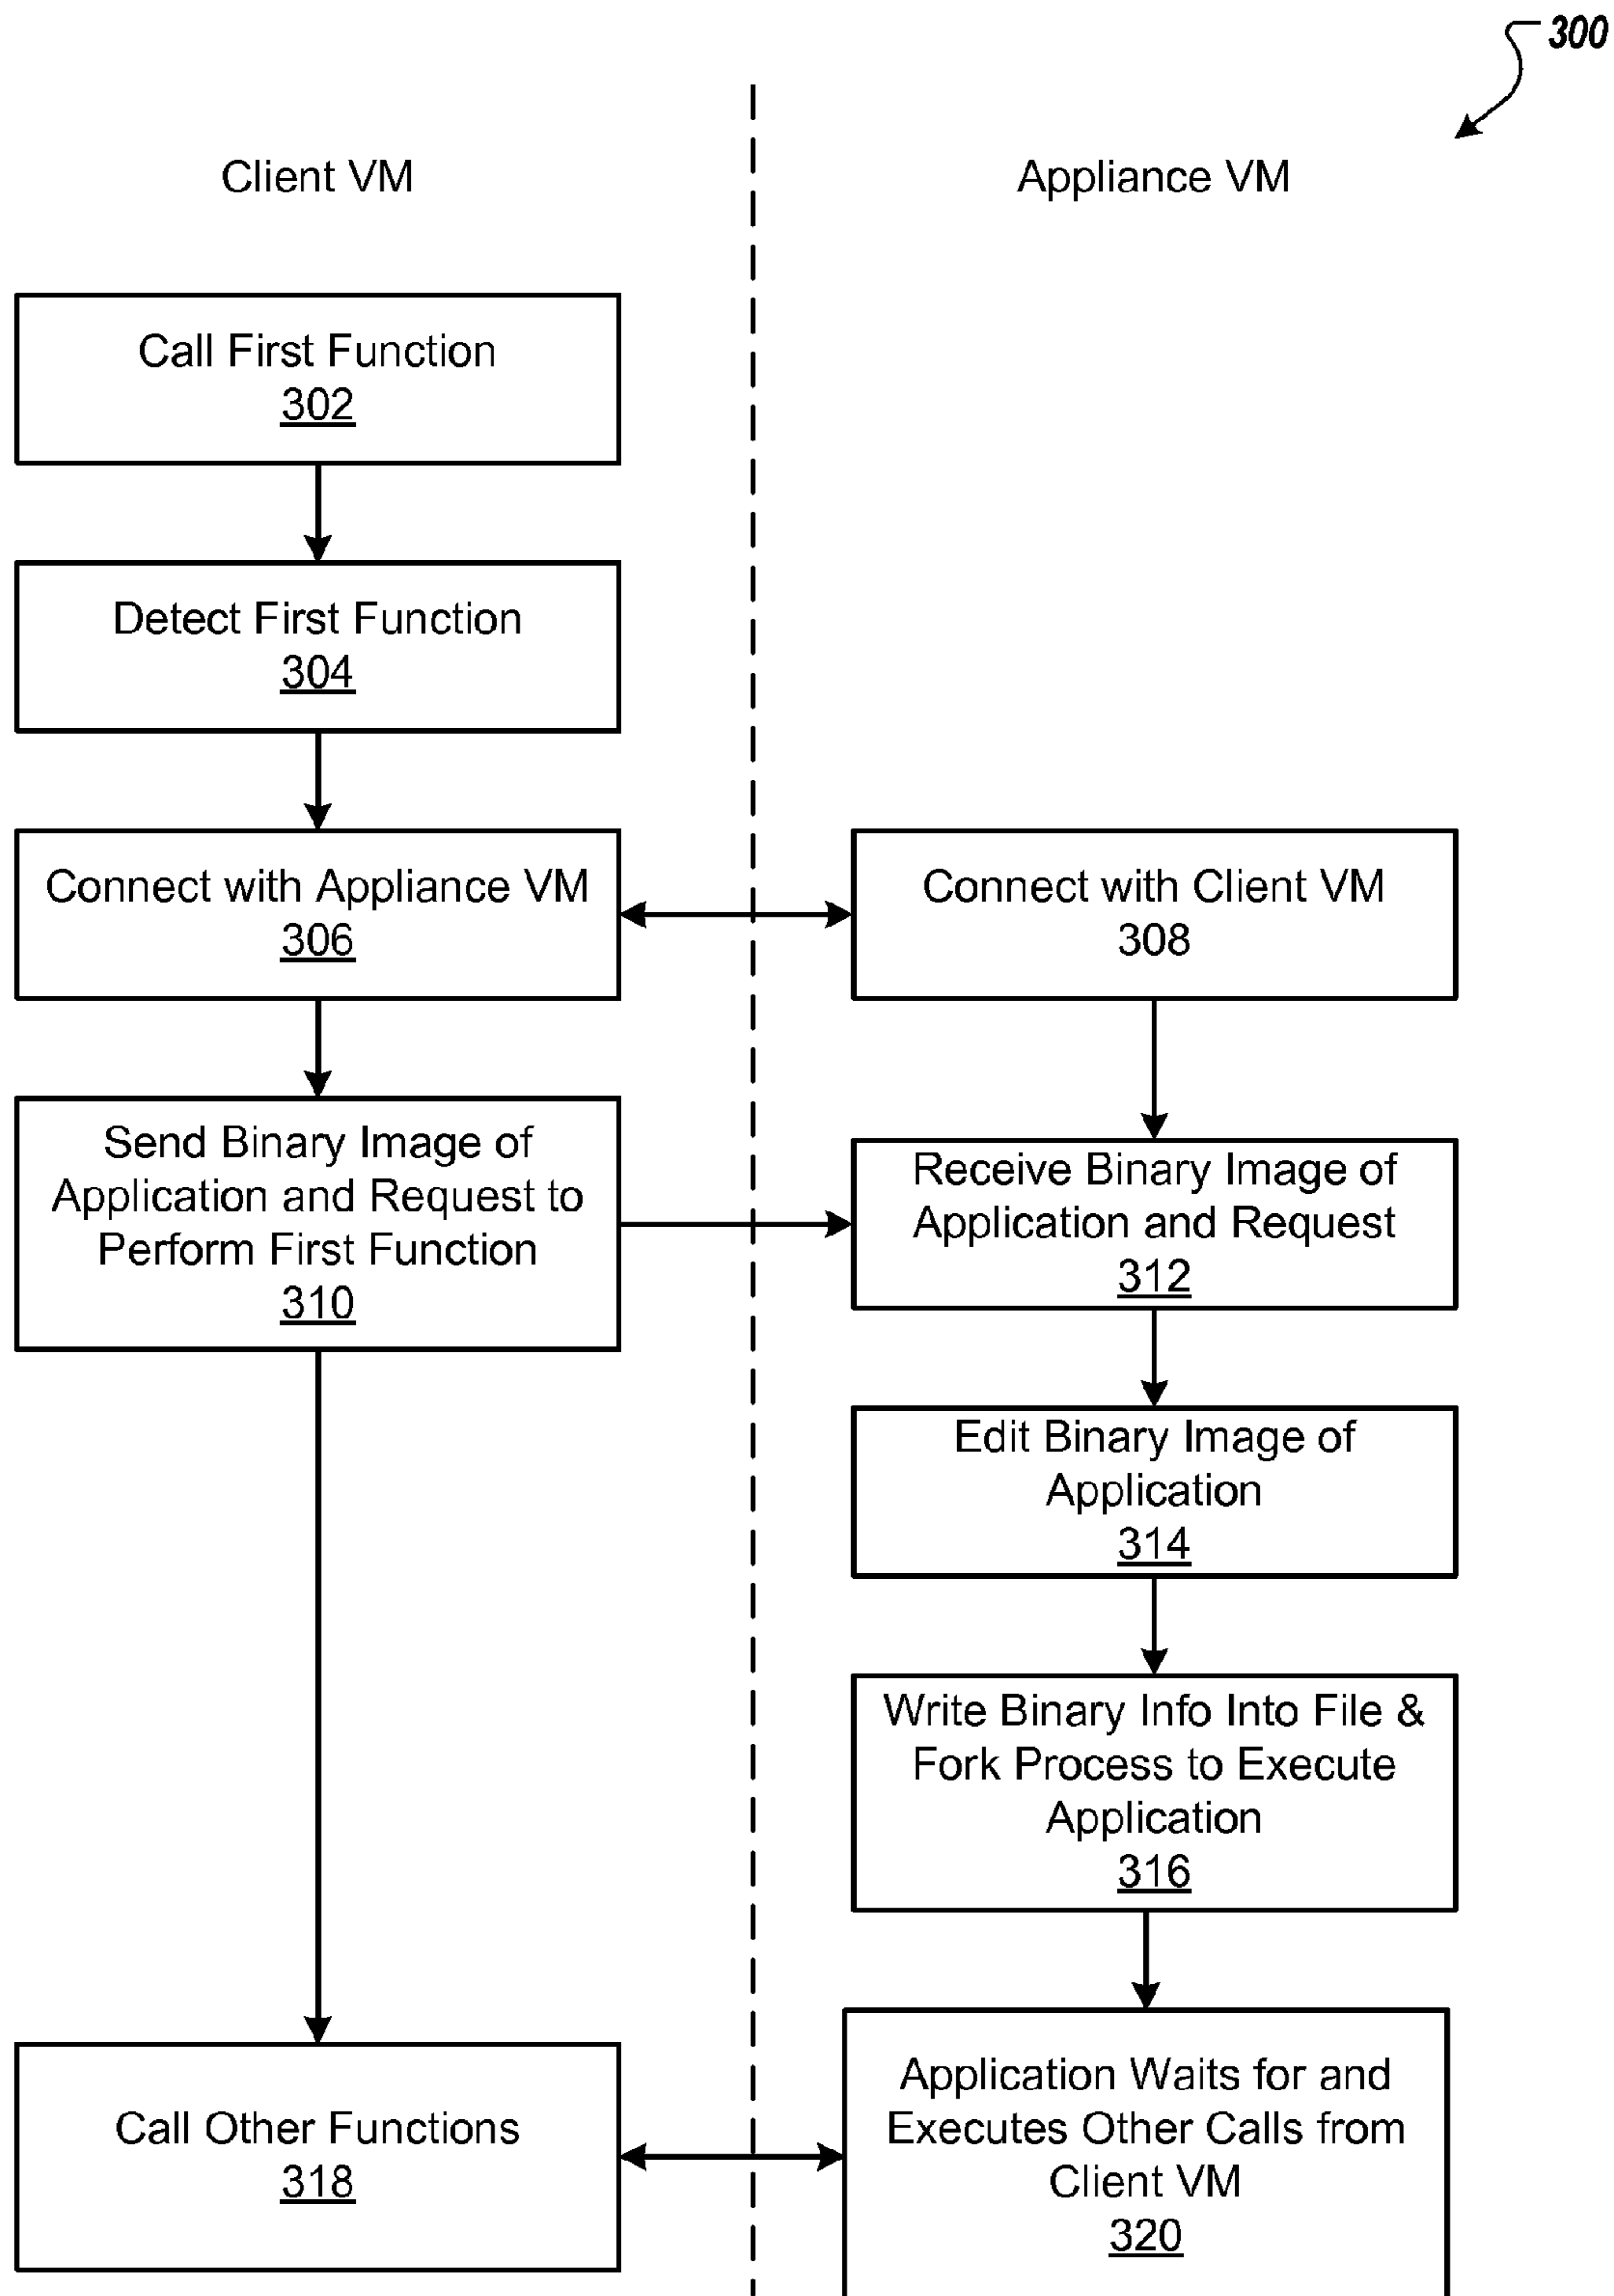 300
Client VM
Appliance VM
Call First Function
302
Detect First Function
304
Connect with Appliance VM
306
Connect with Client VM
308
Send Binary Image of
Application and Request to
Perform First Function
310
Receive Binary Image of
Application and Request
312
Edit Binary Image of
Application
314
Write Binary Info Into File &
Fork Process to Execute
Application
316
Call Other Functions
318
Application Waits for and
Executes Other Calls from
Client VM
320